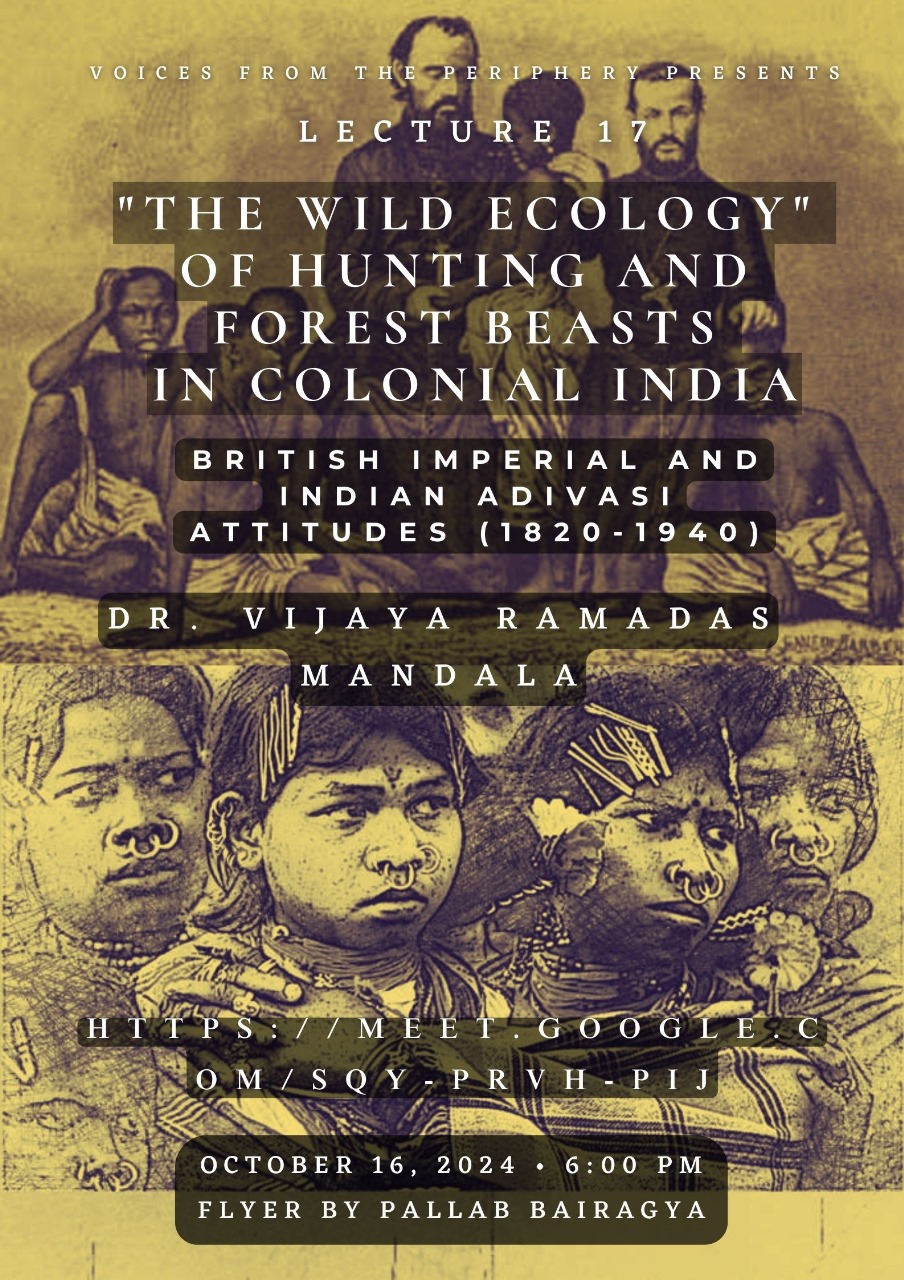 VOICES FROM THE PERIPHERY PRESENTS
LECTURE 17
"THE WILD ECOLOGY"
OF HUNTING AND
FOREST BEASTS
IN COLONIAL INDIA
BRITISH IMPERIAL AND
INDIAN ADIVASI
ATTITUDES (1820-1940)
DR. VIJAYA RAMADAS
MANDALA
HTTPS://MEET.GOOGLE.C
OM/SQY-PRVH-PIJ
OCTOBER 16, 2024 • 6:00 PM
FLYER BY PALLAB BAIRAGYA